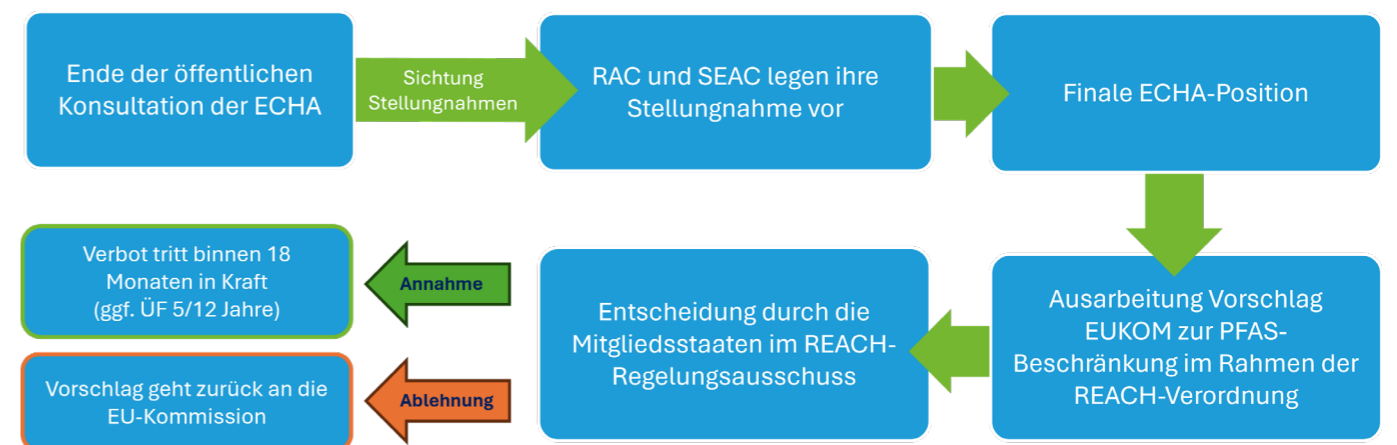 Ende der öffentlichen
Konsultation der ECHA
Sichtung
Stellungnahmen
RAC und SEAC legen ihre
Stellungnahme vor
Finale ECHA-Position
Ausarbeitung Vorschlag
EUKOM zur PFAS-
Beschränkung im Rahmen der
REACH-Verordnung
Entscheidung durch die
Mitgliedsstaaten im REACH-
Regelungsausschuss
Annahme
Verbot tritt binnen 18
Monaten in Kraft
(ggf. ÜF 5/12 Jahre)
Ablehnung
Vorschlag geht zurück an die
EU-Kommission